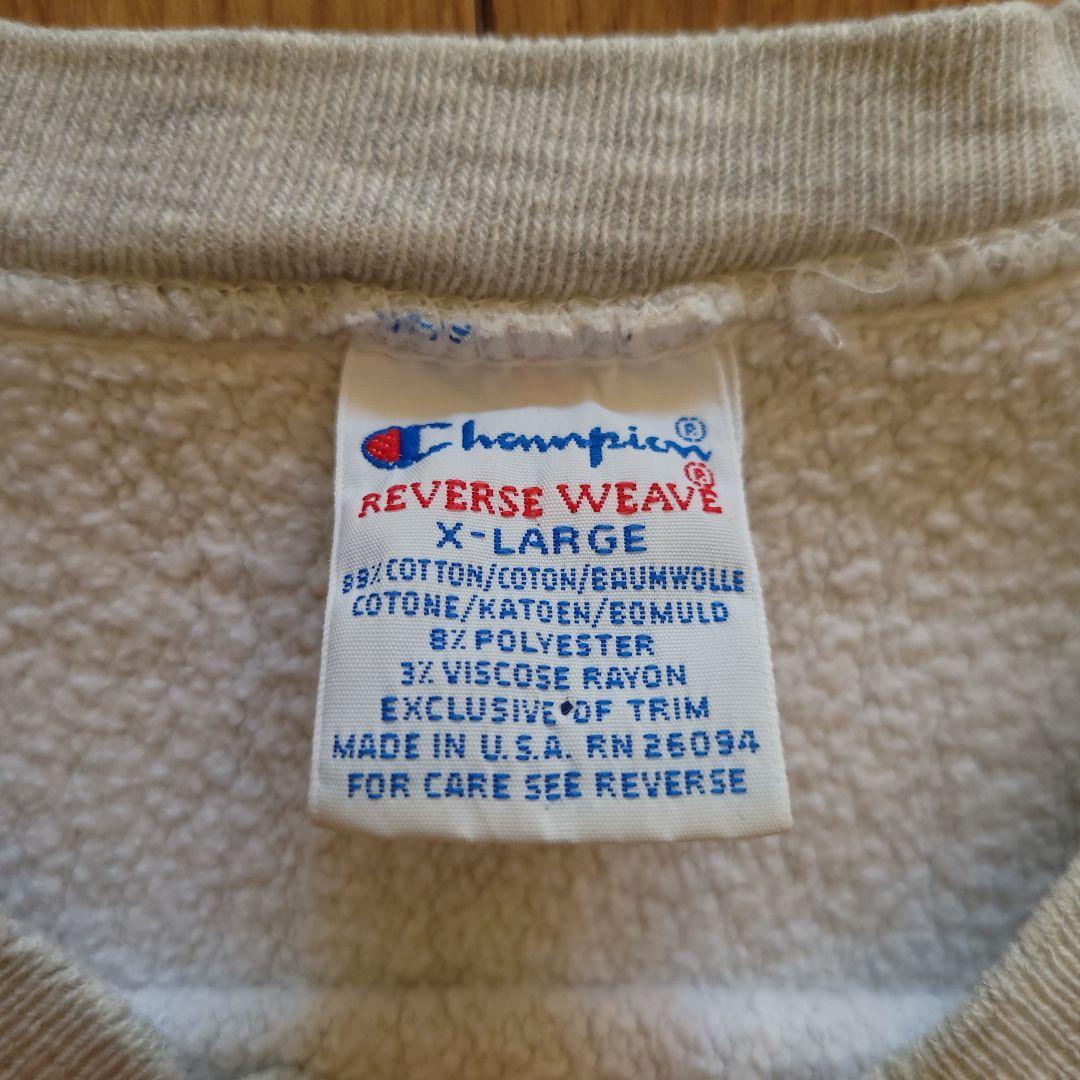 Champion®
REVERSE WEAVE®
X-LARGE
89% COTTON/COTON/BAUMWOLLE
COTONE/KATOEN/BOMULD
8% POLYESTER
3% VISCOSE RAYON
EXCLUSIVE OF TRIM
MADE IN U.S.A. RN 26094
FOR CARE SEE REVERSE